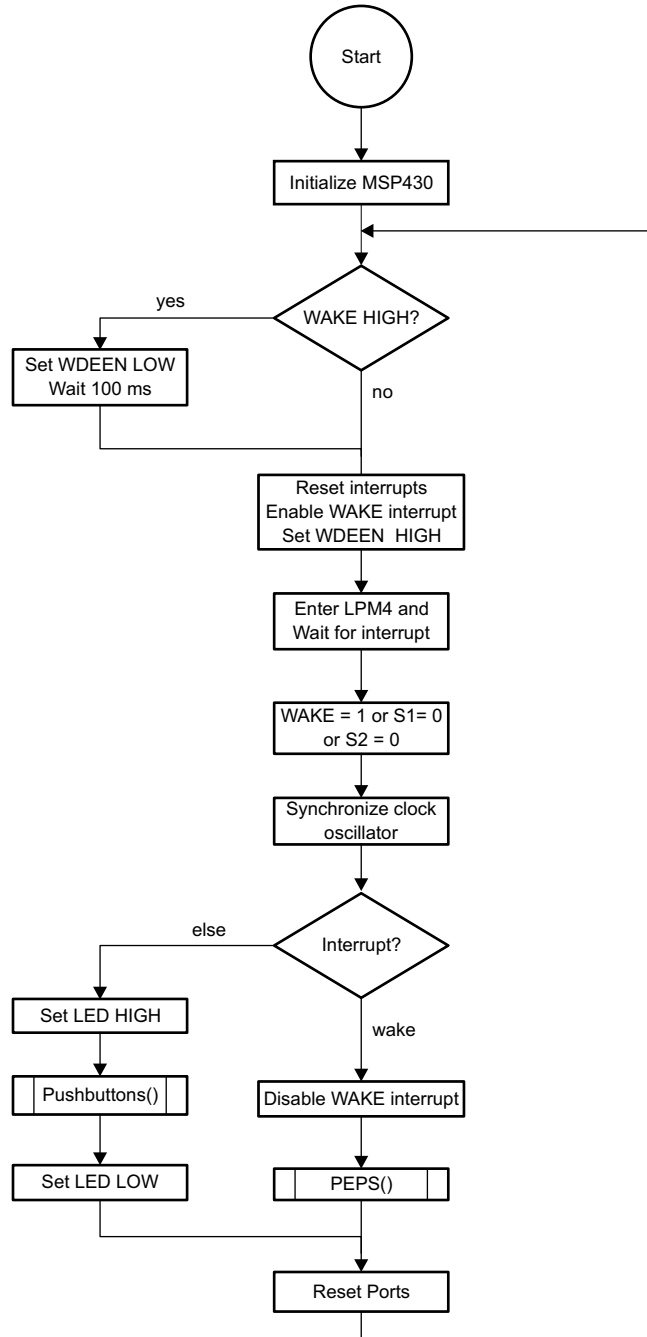 Start
Initialize MSP430
yes
WAKE HIGH?
Set WDEEN LOW
Wait 100 ms
no
Reset interrupts
Enable WAKE interrupt
Set WDEEN HIGH
Enter LPM4 and
Wait for interrupt
WAKE = 1 or S1= 0
or S2 = 0
Synchronize clock
oscillator
else
Interrupt?
Set LED HIGH
wake
Pushbuttons()
Disable WAKE interrupt
Set LED LOW
PEPS()
Reset Ports